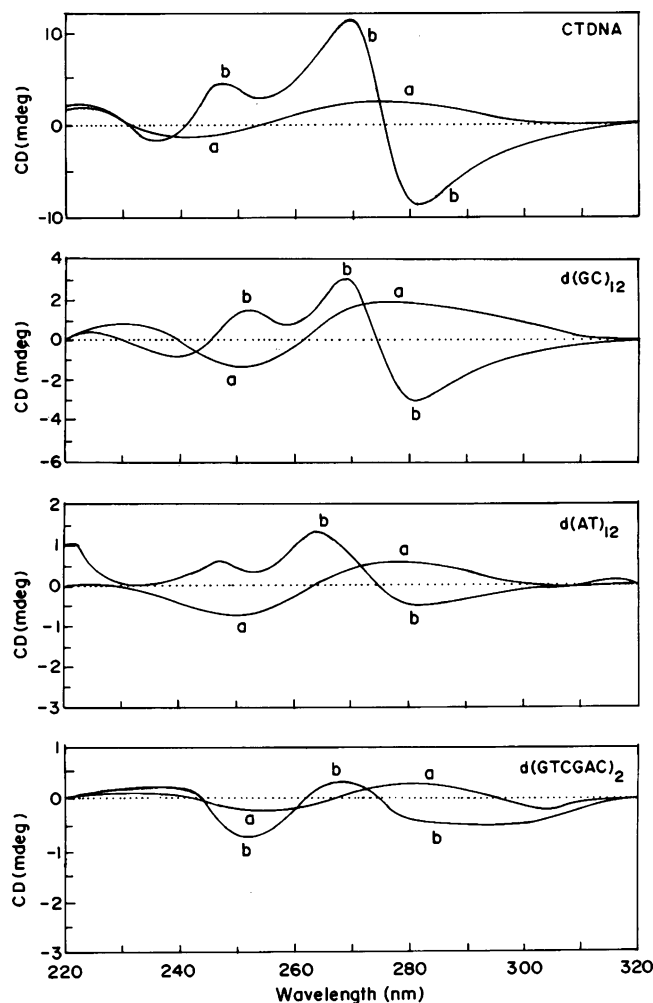 CTDNA
CD (mdeg)
10
0
-10
b
b
a
a
b
d(GC)12
CD (mdeg)
4
2
0
-2
-4
-6
b
b
a
a
b
d(AT)12
CD (mdeg)
2
1
0
-1
-2
-3
b
a
a
b
d(GTCGAC)2
CD (mdeg)
1
0
-1
-2
-3
b
a
a
b
b
220 240 260 280 300 320
Wavelength (nm)